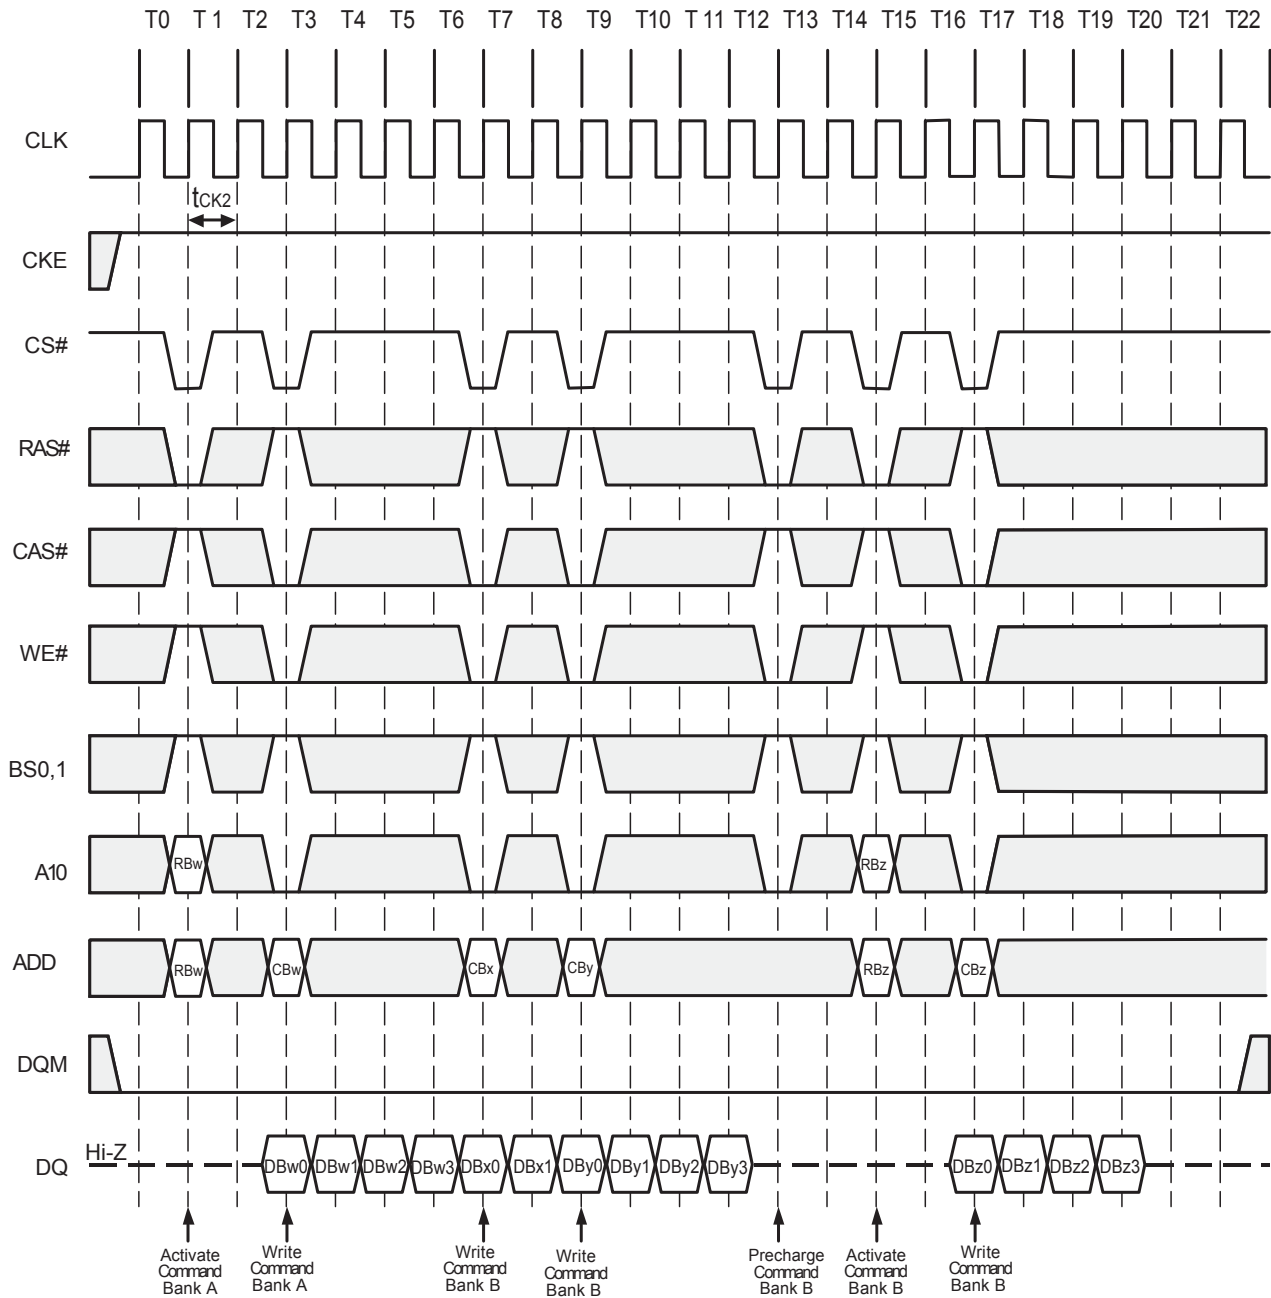 T0 T 1 T2 T3 T4 T5 T6 T7 T8 T9 T10 T 11 T12 T13 T14 T15 T16 T17 T18 T19 T20 T21 T22
CLK
tCK2
CKE
CS#
RAS#
CAS#
WE#
BS0,1
A10 RBw RBz
ADD RBw CBw CBx CBy RBz CBz
DQM
DQ Hi-Z DBw0 DBw1 DBw2 DBw3 DBx0 DBx1 DBy0 DBy1 DBy2 DBy3 DBz0 DBz1 DBz2 DBz3
Activate
Command
Bank A
Write
Command
Bank A
Write
Command
Bank B
Write
Command
Bank B
Precharge
Command
Bank B
Activate
Command
Bank B
Write
Command
Bank B